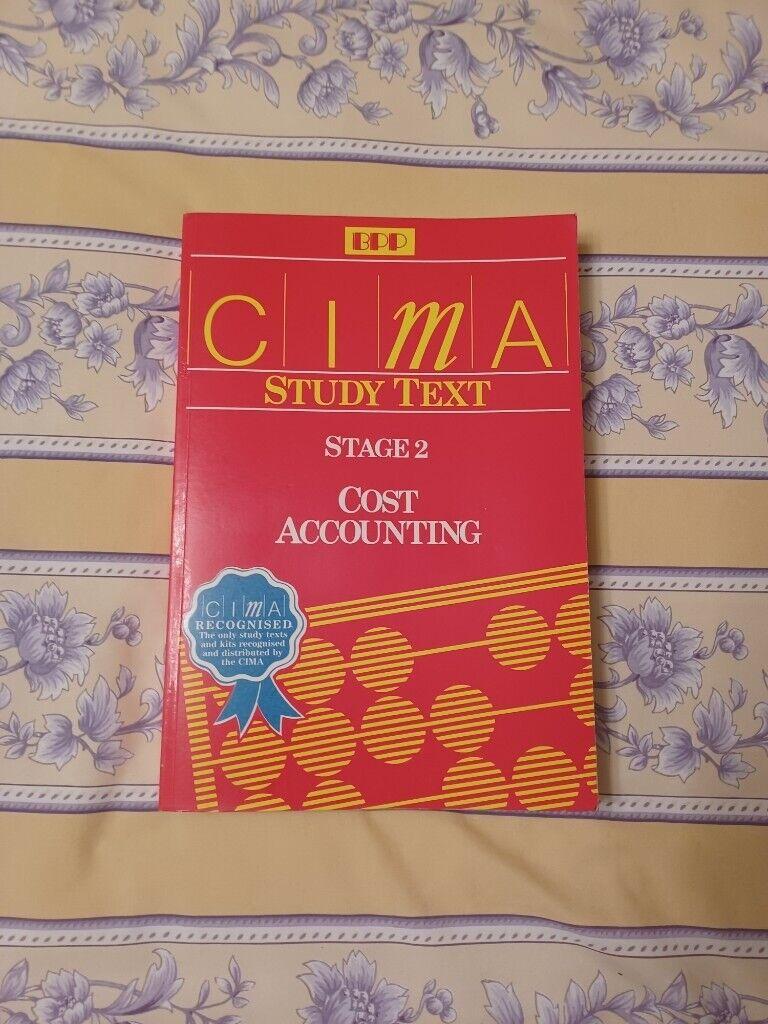 BPP
CIMA
STUDY TEXT
STAGE 2
COST
ACCOUNTING
CIMA
RECOGNISED
The only study texts
and kits recognised
and distributed by
the CIMA